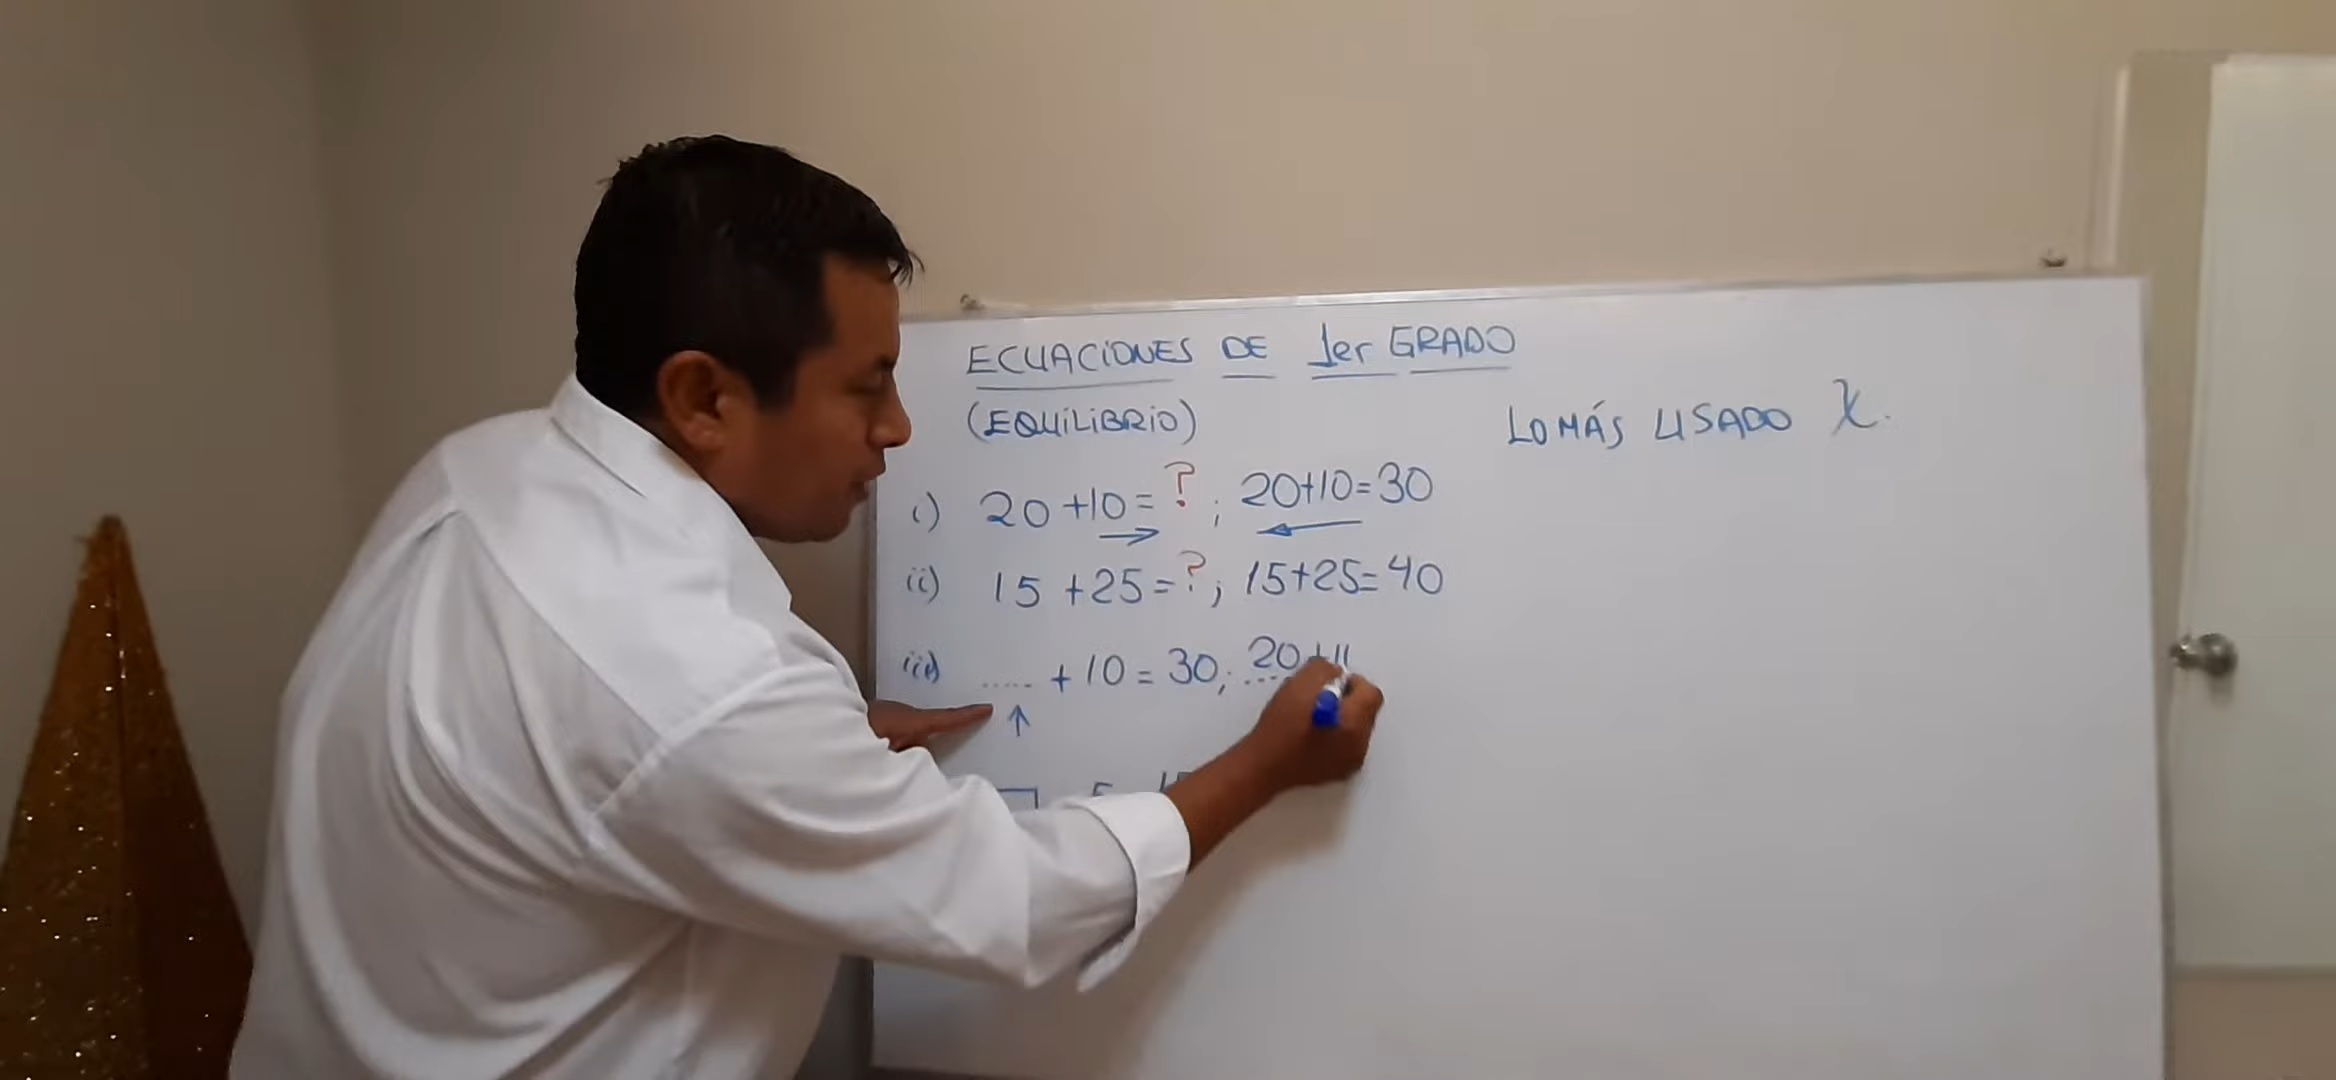 ECUACIONES DE 1er GRADO
(EQUILIBRIO)
LO MÁS USADO X.
i) 20 + 10 = ? ; 20+10=30
ii) 15 + 25 = ? ; 15+25=40
iii) ..... + 10 = 30; 20 +
↑